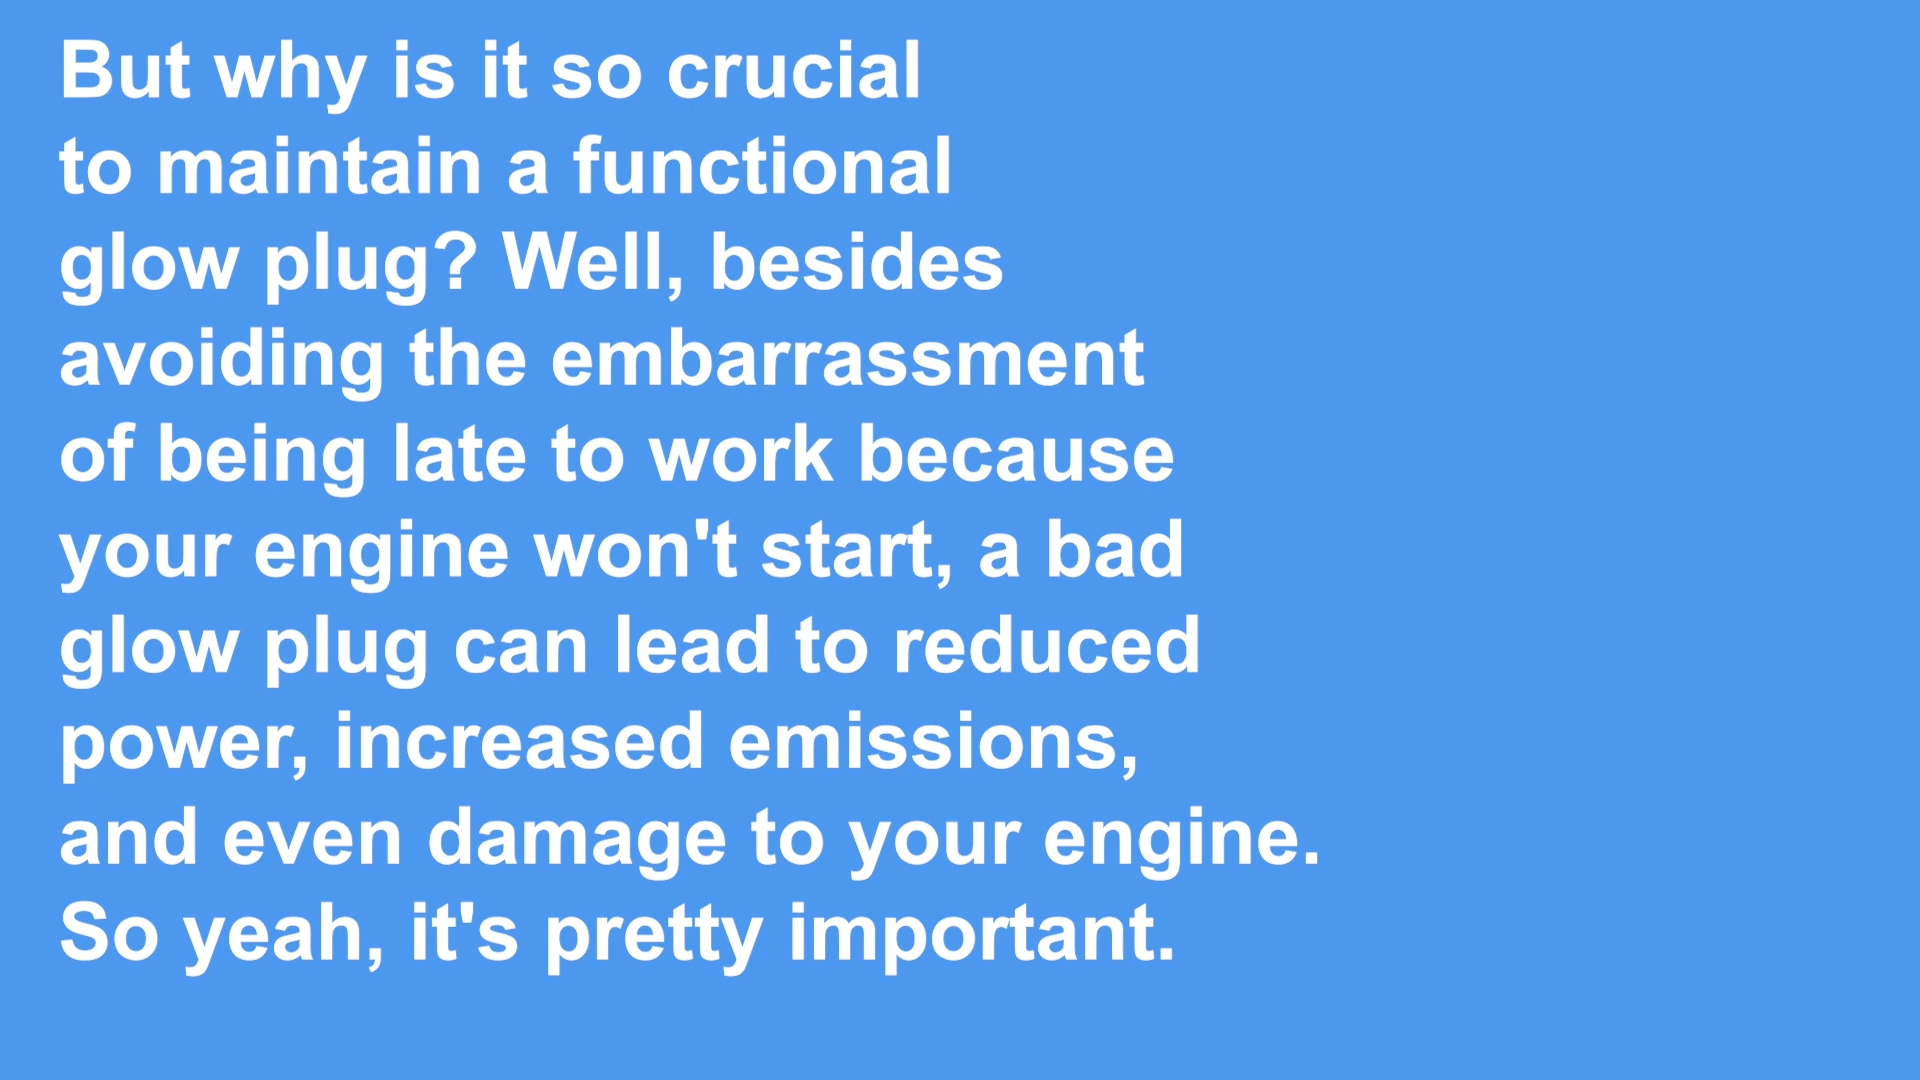 But why is it so crucial
to maintain a functional
glow plug? Well, besides
avoiding the embarrassment
of being late to work because
your engine won't start, a bad
glow plug can lead to reduced
power, increased emissions,
and even damage to your engine.
So yeah, it's pretty important.